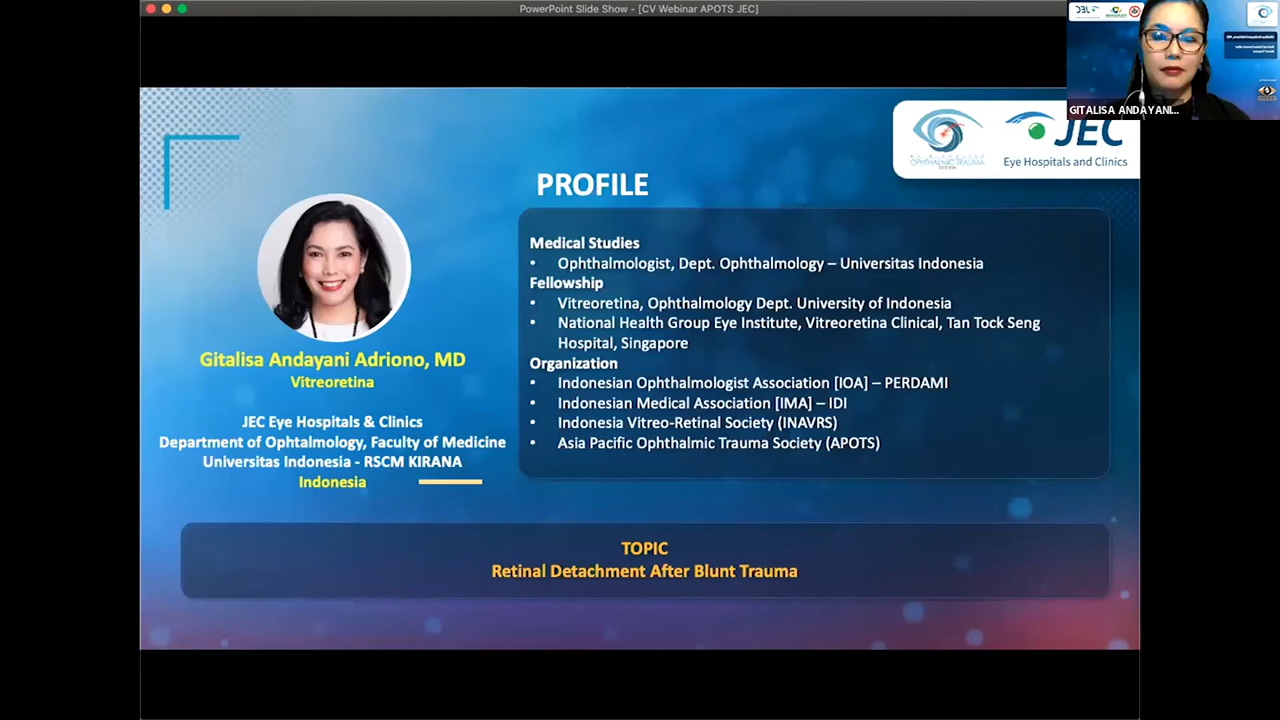 PowerPoint Slide Show - [CV Webinar APOTS JEC]
GITALISA ANDAYANI...
OPHTHALMIC TRAUMA
JEC
Eye Hospitals and Clinics
PROFILE
Gitalisa Andayani Adriono, MD
Vitreoretina
JEC Eye Hospitals & Clinics
Department of Ophtalmology, Faculty of Medicine
Universitas Indonesia - RSCM KIRANA
Indonesia
Medical Studies
• Ophthalmologist, Dept. Ophthalmology – Universitas Indonesia
Fellowship
• Vitreoretina, Ophthalmology Dept. University of Indonesia
• National Health Group Eye Institute, Vitreoretina Clinical, Tan Tock Seng
Hospital, Singapore
Organization
• Indonesian Ophthalmologist Association [IOA] – PERDAMI
• Indonesian Medical Association [IMA] – IDI
• Indonesia Vitreo-Retinal Society (INAVRS)
• Asia Pacific Ophthalmic Trauma Society (APOTS)
TOPIC
Retinal Detachment After Blunt Trauma